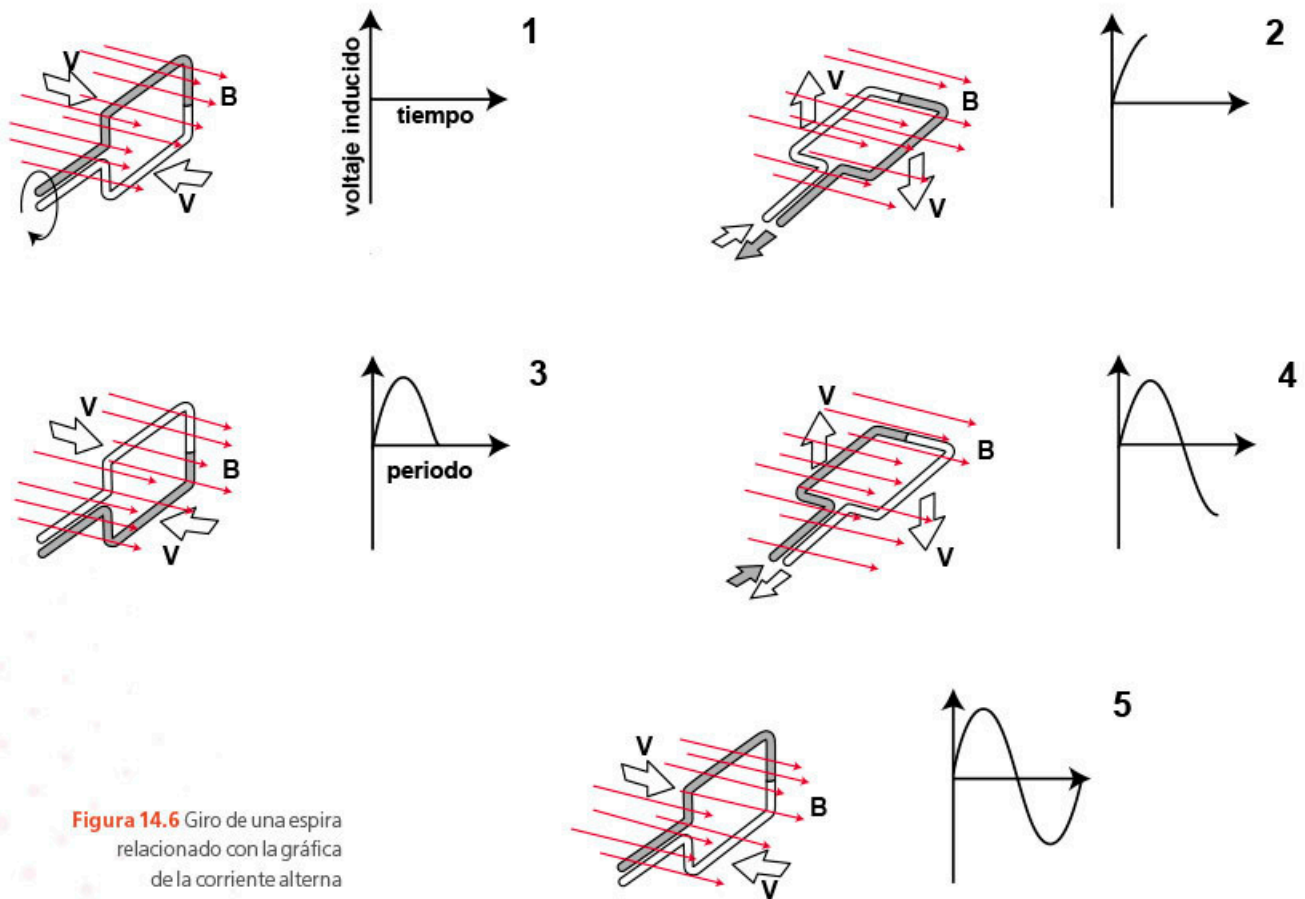 1
V
B
V
voltaje inducido
tiempo
2
V
B
V
3
V
B
V
periodo
4
V
B
V
5
V
B
V
Figura 14.6 Giro de una espira
relacionado con la gráfica
de la corriente alterna